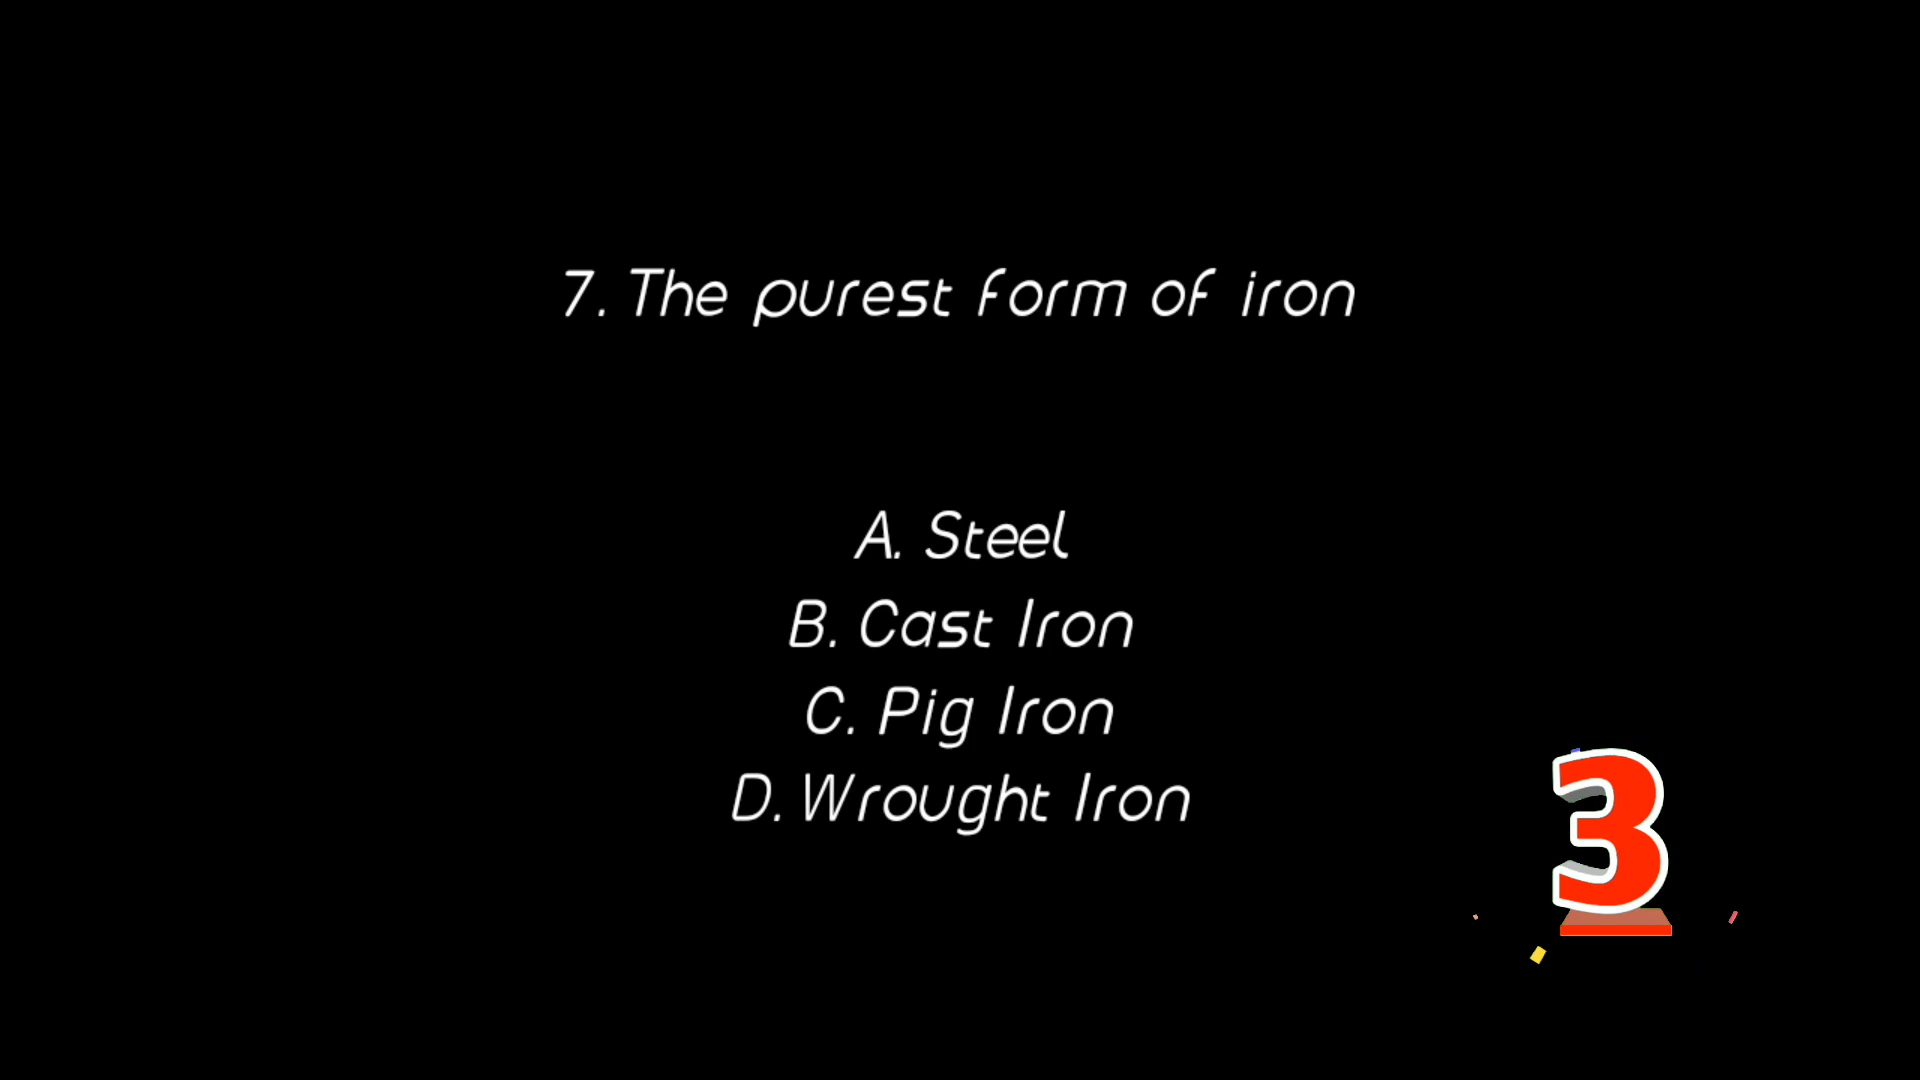 7. The purest form of iron
A. Steel
B. Cast Iron
C. Pig Iron
D. Wrought Iron
3